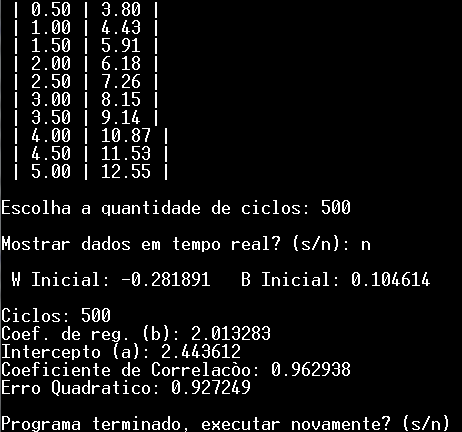 | 0.50 | 3.80 |
| 1.00 | 4.43 |
| 1.50 | 5.91 |
| 2.00 | 6.18 |
| 2.50 | 7.26 |
| 3.00 | 8.15 |
| 3.50 | 9.14 |
| 4.00 | 10.87 |
| 4.50 | 11.53 |
| 5.00 | 12.55 |
Escolha a quantidade de ciclos: 500
Mostrar dados em tempo real? (s/n): n
W Inicial: -0.281891 B Inicial: 0.104614
Ciclos: 500
Coef. de reg. (b): 2.013283
Intercepto (a): 2.443612
Coeficiente de Correlacòo: 0.962938
Erro Quadratico: 0.927249
Programa terminado, executar novamente? (s/n)